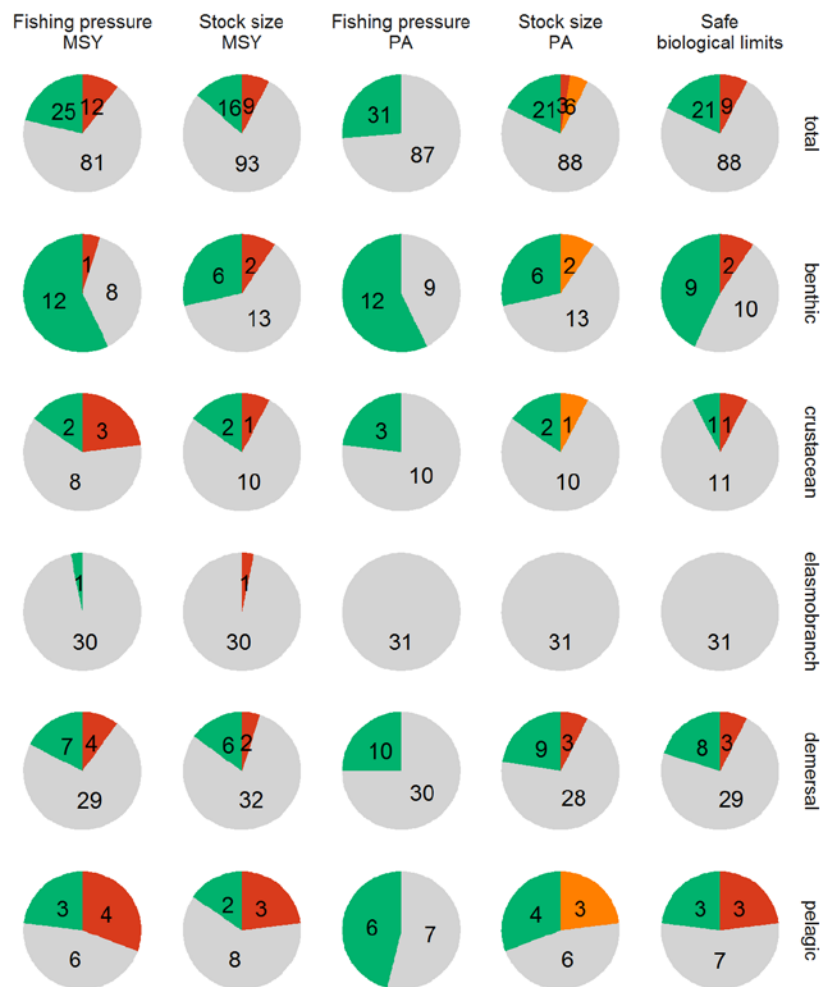 Fishing pressure
MSY
Stock size
MSY
Fishing pressure
PA
Stock size
PA
Safe
biological limits
25 12
81
16 9
93
31
87
21 3 6
88
21 9
88
total
12 1 8
6 2
13
12 9
6 2
13
9 2
10
benthic
2 3
8
2 1
10
3
10
2 1
10
1 1
11
crustacean
1
30
1
30
31
31
31
elasmobranch
7 4
29
6 2
32
10
30
9 3
28
8 3
29
demersal
3 4
6
2 3
8
6 7
4 3
6
3 3
7
pelagic